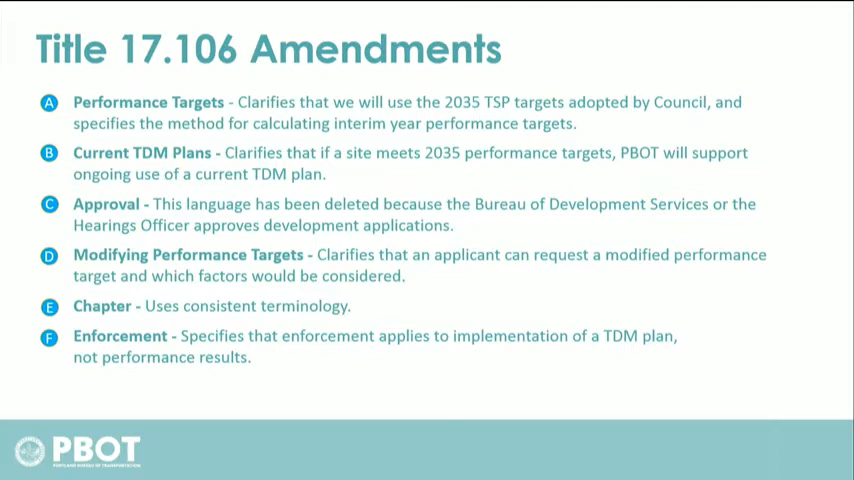 Title 17.106 Amendments
A Performance Targets - Clarifies that we will use the 2035 TSP targets adopted by Council, and
specifies the method for calculating interim year performance targets.
B Current TDM Plans - Clarifies that if a site meets 2035 performance targets, PBOT will support
ongoing use of a current TDM plan.
C Approval - This language has been deleted because the Bureau of Development Services or the
Hearings Officer approves development applications.
D Modifying Performance Targets - Clarifies that an applicant can request a modified performance
target and which factors would be considered.
E Chapter - Uses consistent terminology.
F Enforcement - Specifies that enforcement applies to implementation of a TDM plan,
not performance results.
PBOT
PORTLAND BUREAU OF TRANSPORTATION